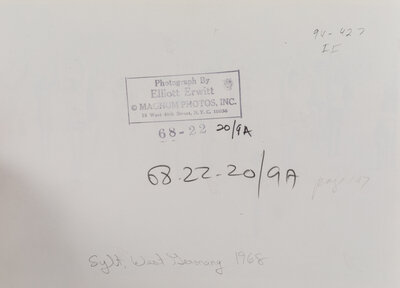 94-427
II
Photograph By
Elliott Erwitt
© MAGNUM PHOTOS, INC.
15 West 46th Street, N.Y.C. 10036
68-22 20/9A
68-22-20/9A
Sylt, West Germany 1968